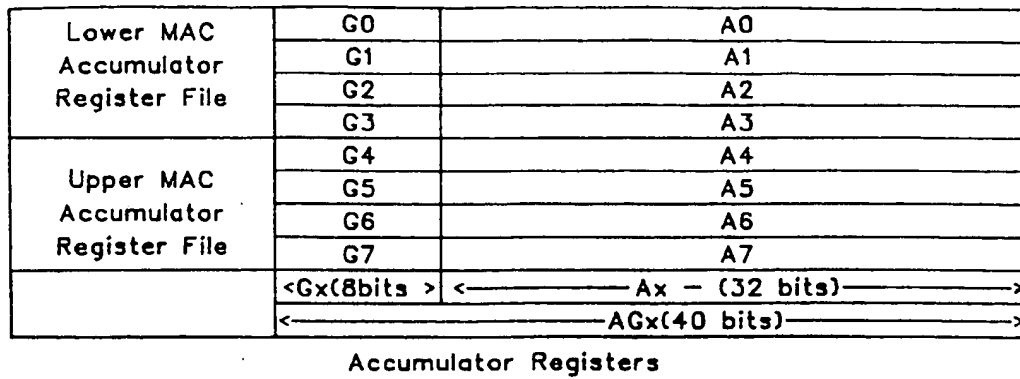 Lower MAC
Accumulator
Register File
G0 A0
G1 A1
G2 A2
G3 A3
Upper MAC
Accumulator
Register File
G4 A4
G5 A5
G6 A6
G7 A7
<Gx(8bits > <—Ax – (32 bits)—>
<—AGx(40 bits)—>
Accumulator Registers